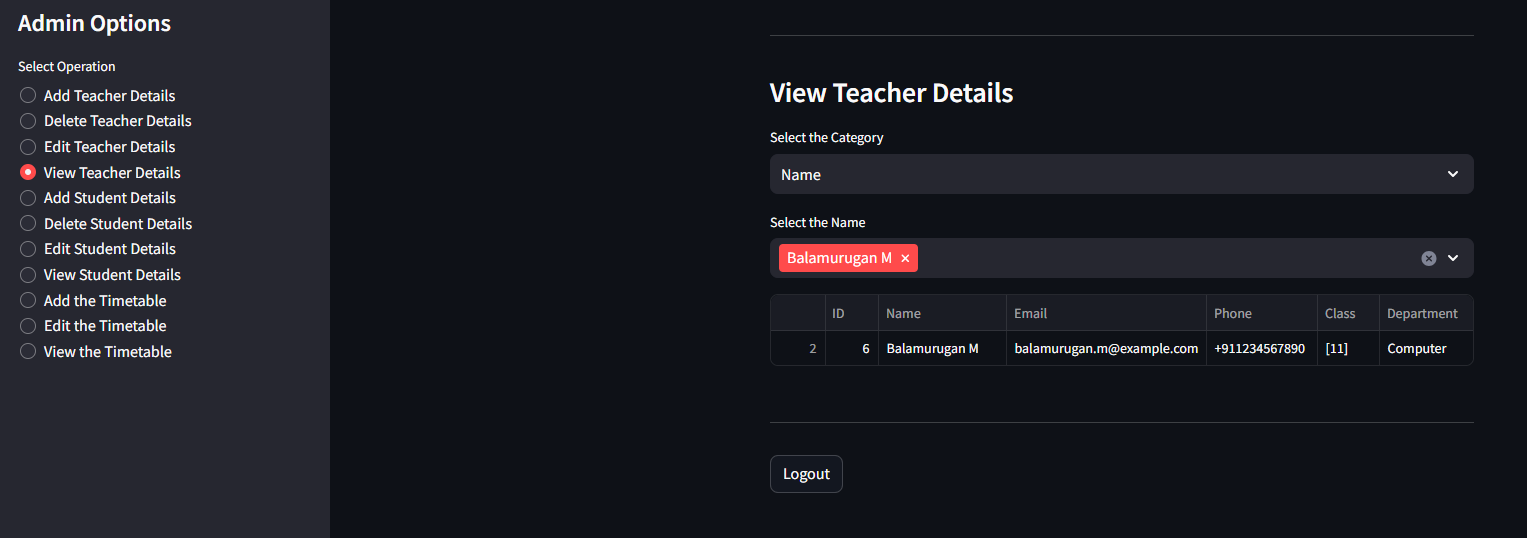 Admin Options
Select Operation
Add Teacher Details
Delete Teacher Details
Edit Teacher Details
View Teacher Details
Add Student Details
Delete Student Details
Edit Student Details
View Student Details
Add the Timetable
Edit the Timetable
View the Timetable
View Teacher Details
Select the Category
Name
Select the Name
Balamurugan M
ID Name Email Phone Class Department
2 6 Balamurugan M balamurugan.m@example.com +911234567890 [11] Computer
Logout